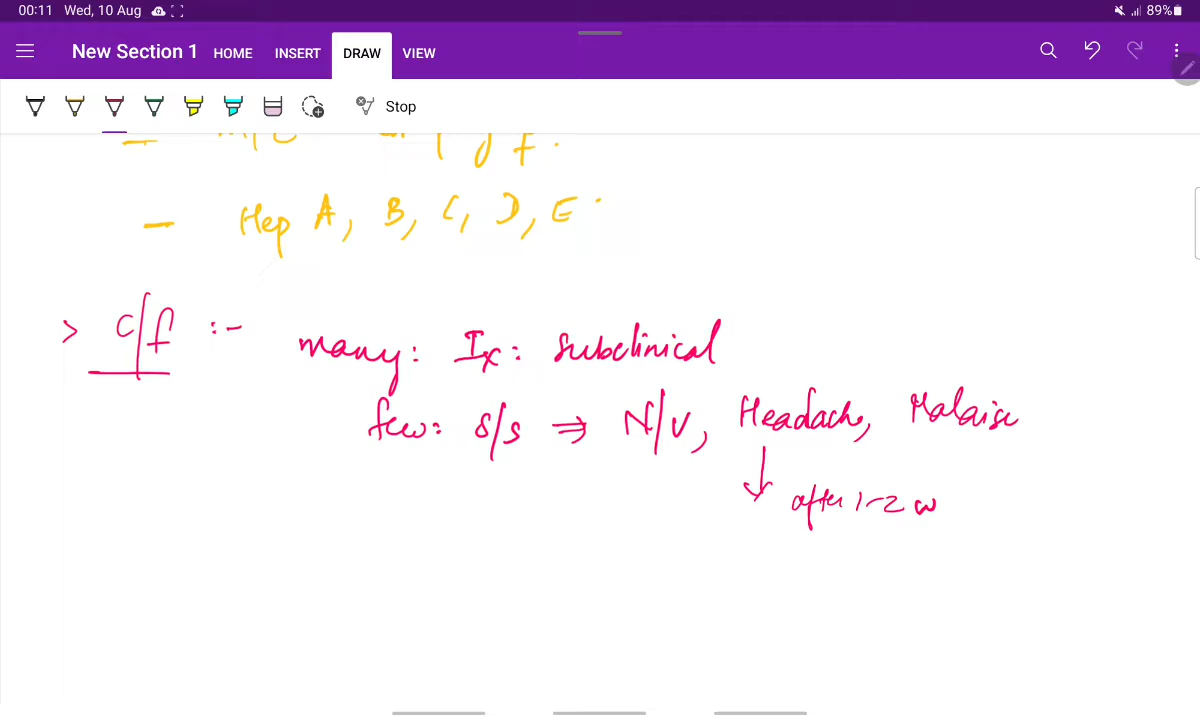 00:11 Wed, 10 Aug 89%
New Section 1 HOME INSERT DRAW VIEW
Stop
- Hep A, B, C, D, E.
> c/f :-
many: Ix: Subclinical
few: s/s ⇒ N/V, Headache, Malaise
↓ after 1-2 w